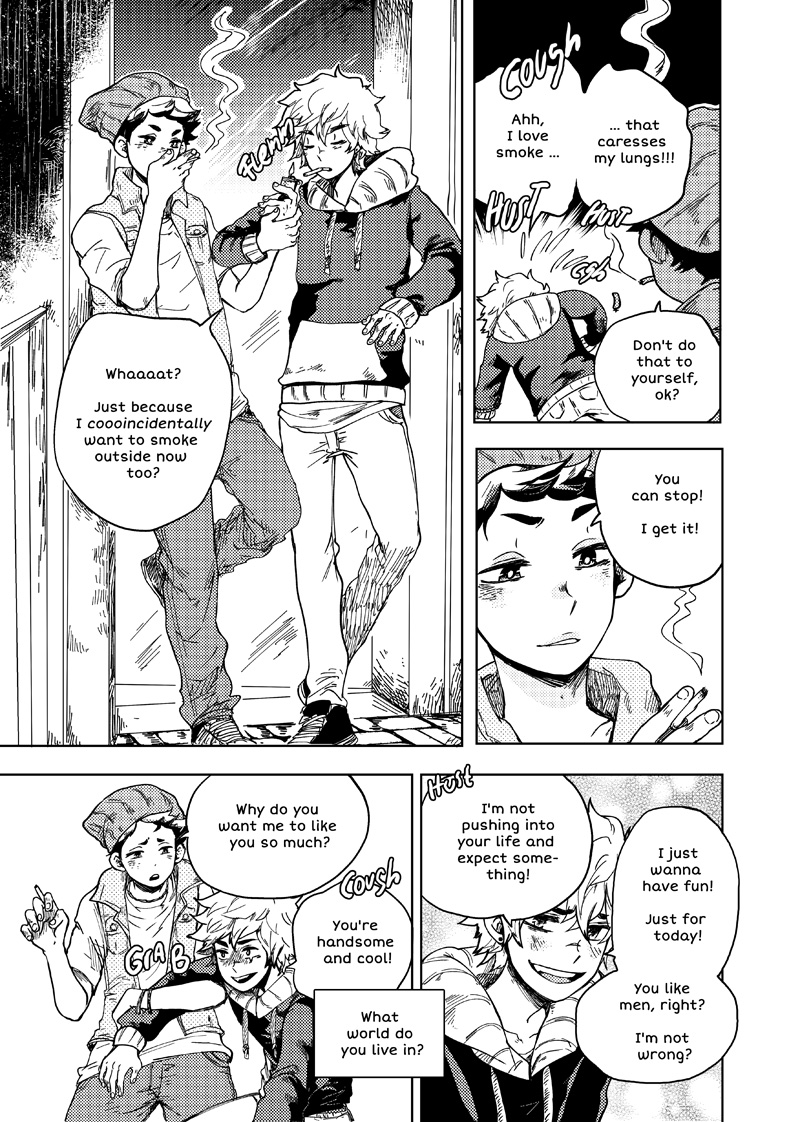 Flemin
Whaaaat?
Just because
I coooincidentally
want to smoke
outside now
too?
Cough
Ahh,
I love
smoke ...
... that
caresses
my lungs!!!
HUST
HUST
Ugh
Don't do
that to
yourself,
ok?
You
can stop!
I get it!
Why do you
want me to like
you so much?
Cough
You're
handsome
and cool!
GRAB
What
world do
you live in?
Hust
I'm not
pushing into
your life and
expect some-
thing!
I just
wanna
have fun!
Just for
today!
You like
men, right?
I'm not
wrong?